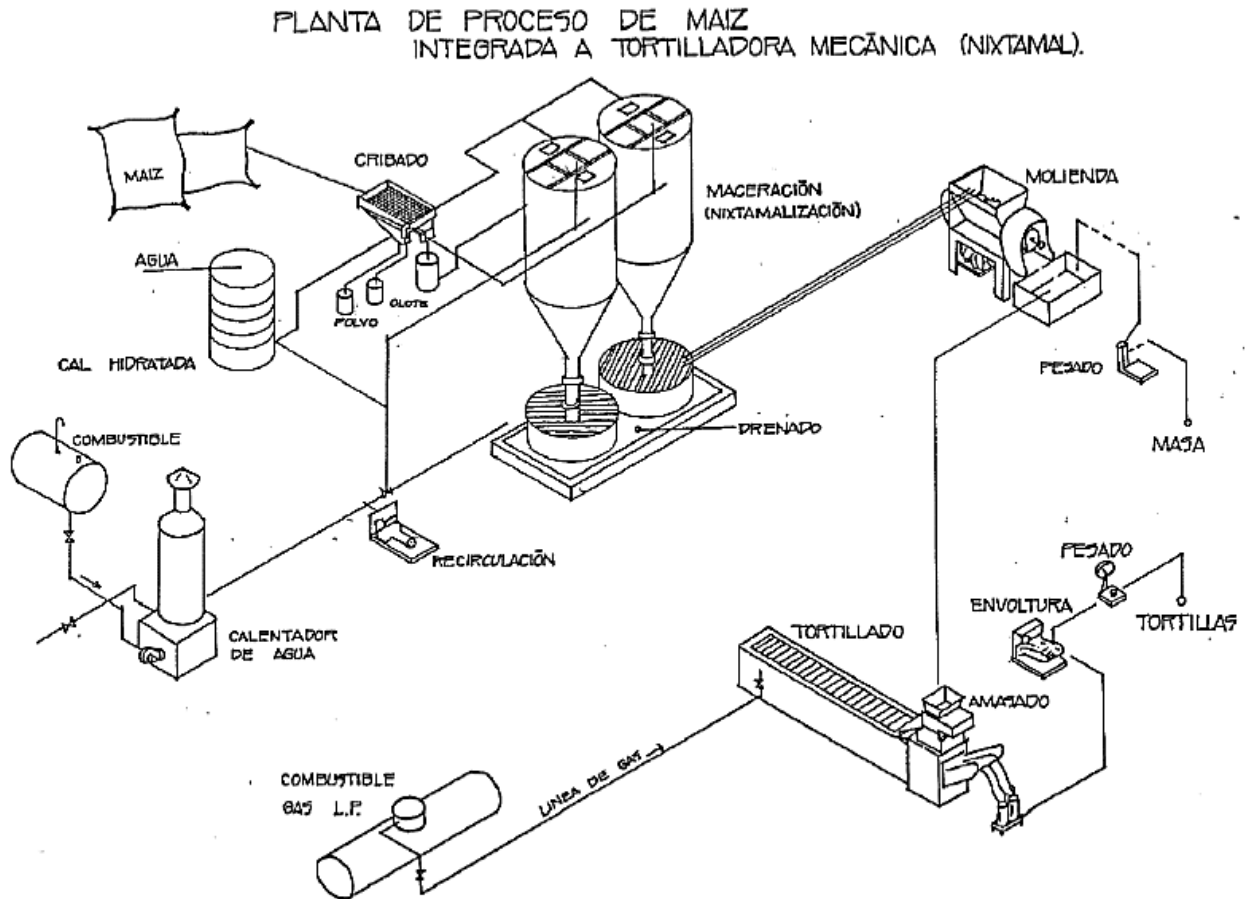 PLANTA DE PROCESO DE MAIZ
INTEGRADA A TORTILLADORA MECÁNICA (NIXTAMAL).
MAIZ
CRIBADO
MACERACIÓN
(NIXTAMALIZACIÓN)
MOLIENDA
AGUA
POLVO
OLOTE
CAL HIDRATADA
PESADO
MASA
DRENADO
COMBUSTIBLE
RECIRCULACIÓN
CALENTADOR
DE AGUA
PESADO
ENVOLTURA
TORTILLAS
TORTILLADO
AMASADO
COMBUSTIBLE
GAS L.P.
LINEA DE GAS